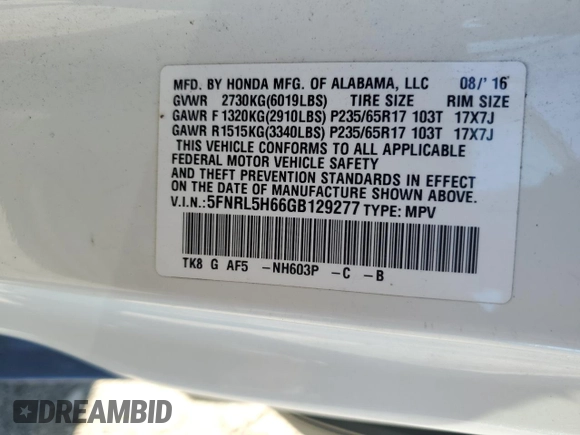 MFD. BY HONDA MFG. OF ALABAMA, LLC 08/'16
GVWR 2730KG(6019LBS) TIRE SIZE RIM SIZE
GAWR F 1320KG(2910LBS) P235/65R17 103T 17X7J
GAWR R1515KG(3340LBS) P235/65R17 103T 17X7J
THIS VEHICLE CONFORMS TO ALL APPLICABLE
FEDERAL MOTOR VEHICLE SAFETY
AND THEFT PREVENTION STANDARDS IN EFFECT
ON THE DATE OF MANUFACTURE SHOWN ABOVE.
V.I.N.:5FNRL5H66GB129277 TYPE: MPV
TK8 G AF5 -NH603P -C -B
DREAMBID